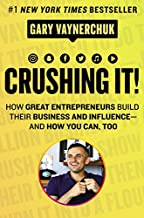 #1 NEW YORK TIMES BESTSELLER
GARY VAYNERCHUK
CRUSHING IT!
HOW GREAT ENTREPRENEURS BUILD
THEIR BUSINESS AND INFLUENCE—
AND HOW YOU CAN, TOO